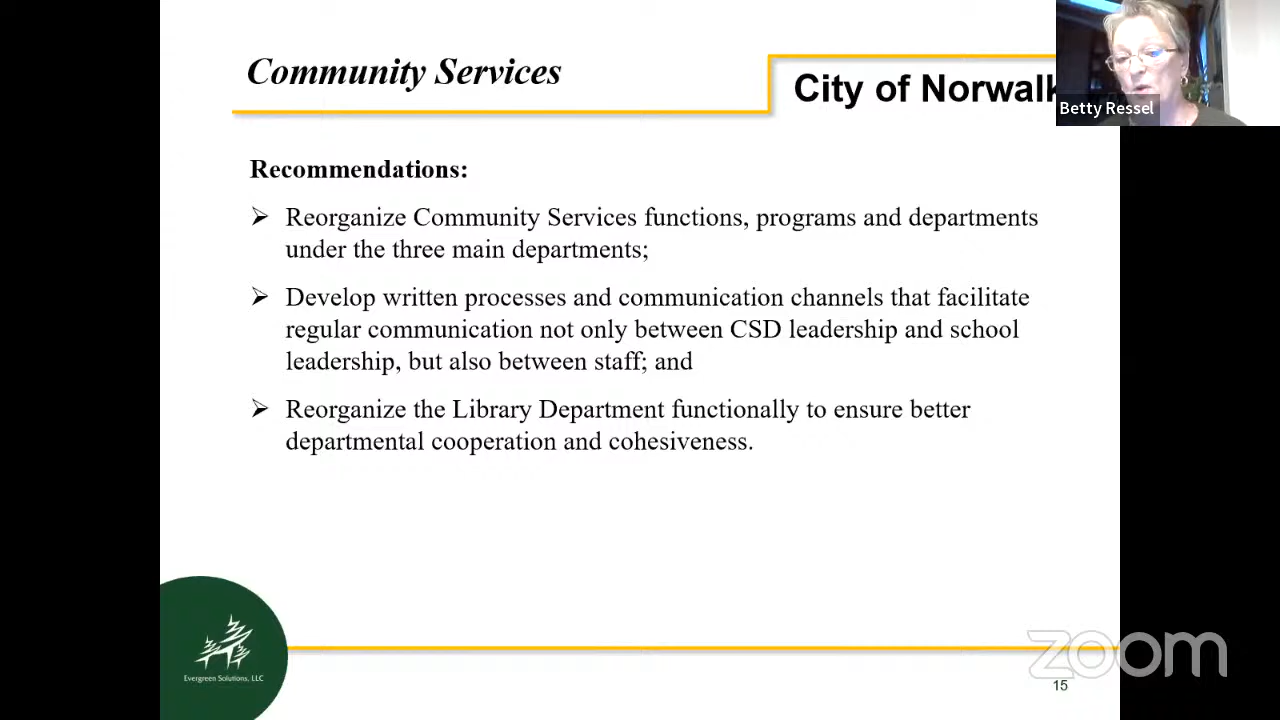 Community Services
City of Norwalk
Betty Ressel
Recommendations:
➢ Reorganize Community Services functions, programs and departments
under the three main departments;
➢ Develop written processes and communication channels that facilitate
regular communication not only between CSD leadership and school
leadership, but also between staff; and
➢ Reorganize the Library Department functionally to ensure better
departmental cooperation and cohesiveness.
Evergreen Solutions, LLC
zoom
15